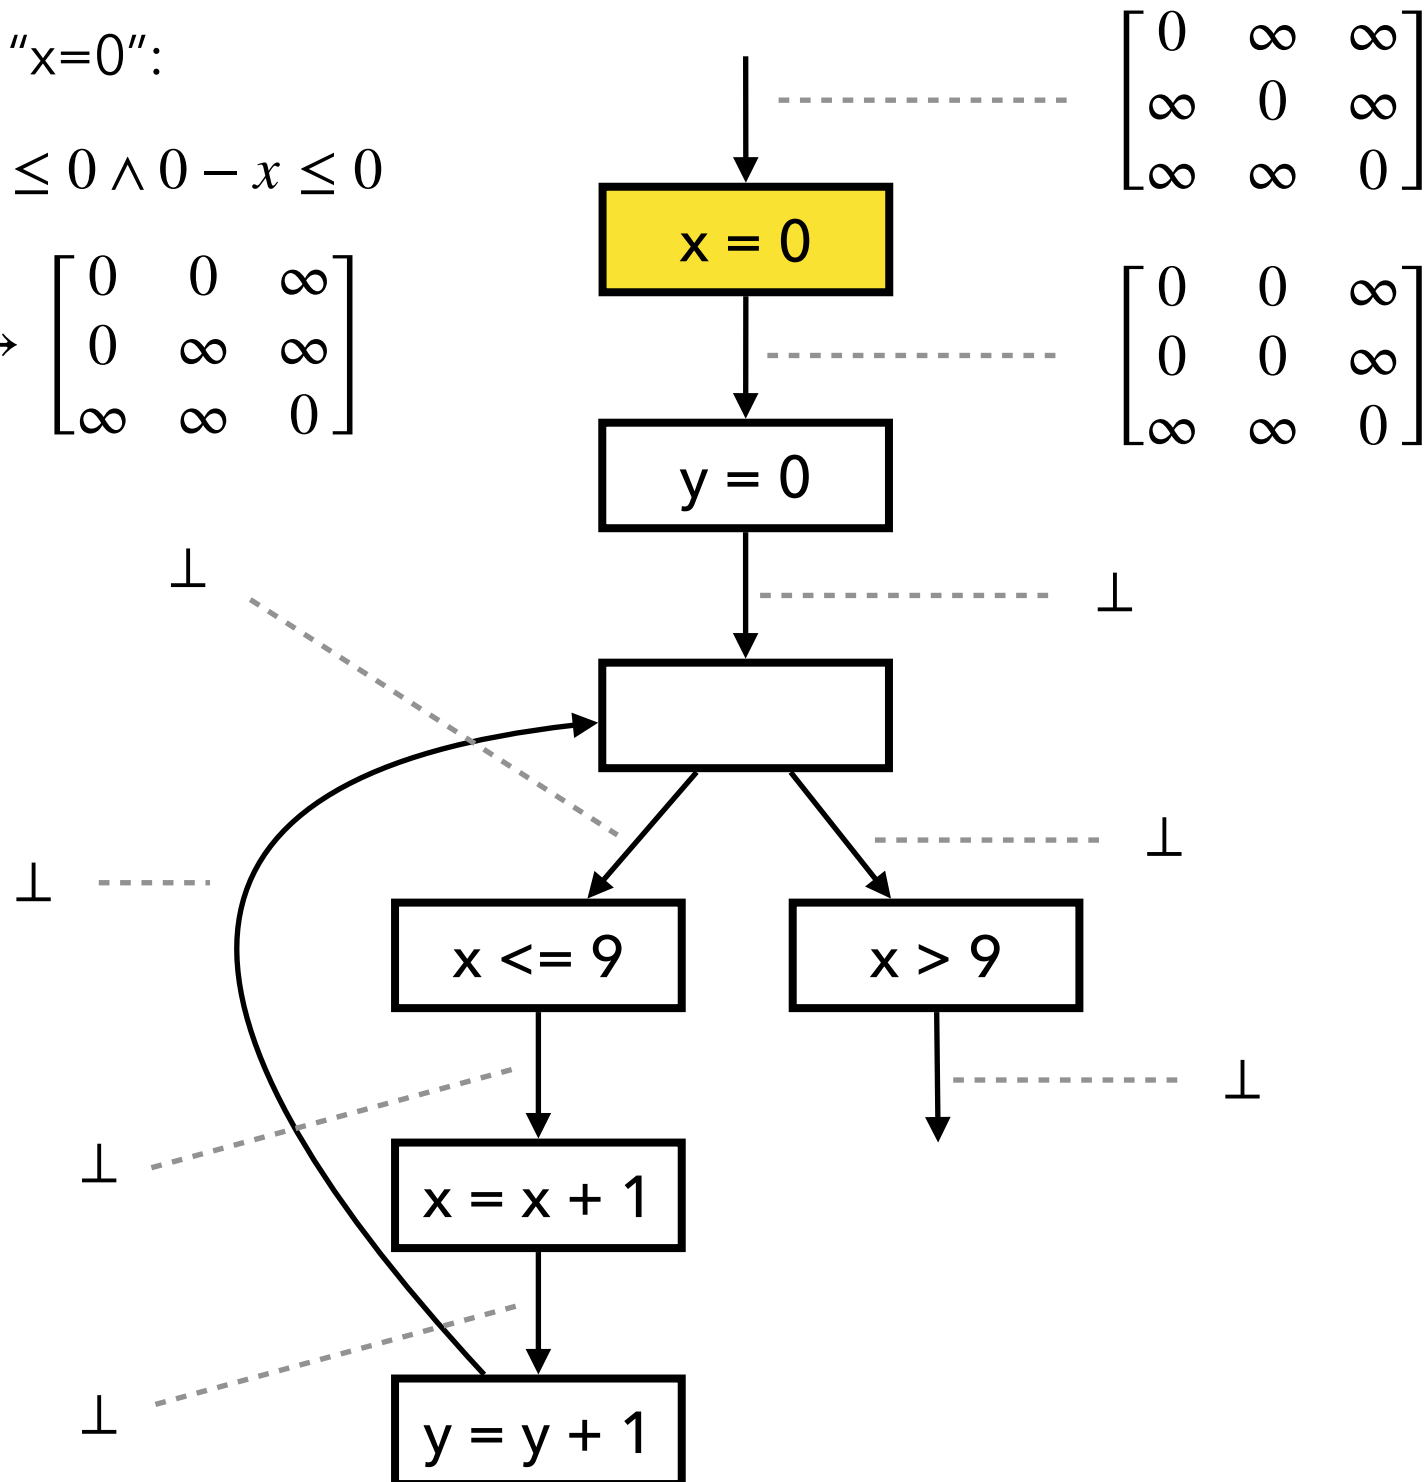 “x=0”:
≤ 0 ∧ 0 − x ≤ 0
→
0 0 ∞
0 ∞ ∞
∞ ∞ 0
0 ∞ ∞
∞ 0 ∞
∞ ∞ 0
x = 0
0 0 ∞
0 0 ∞
∞ ∞ 0
y = 0
⊥
⊥
⊥
⊥
x <= 9
x > 9
⊥
⊥
x = x + 1
⊥
y = y + 1